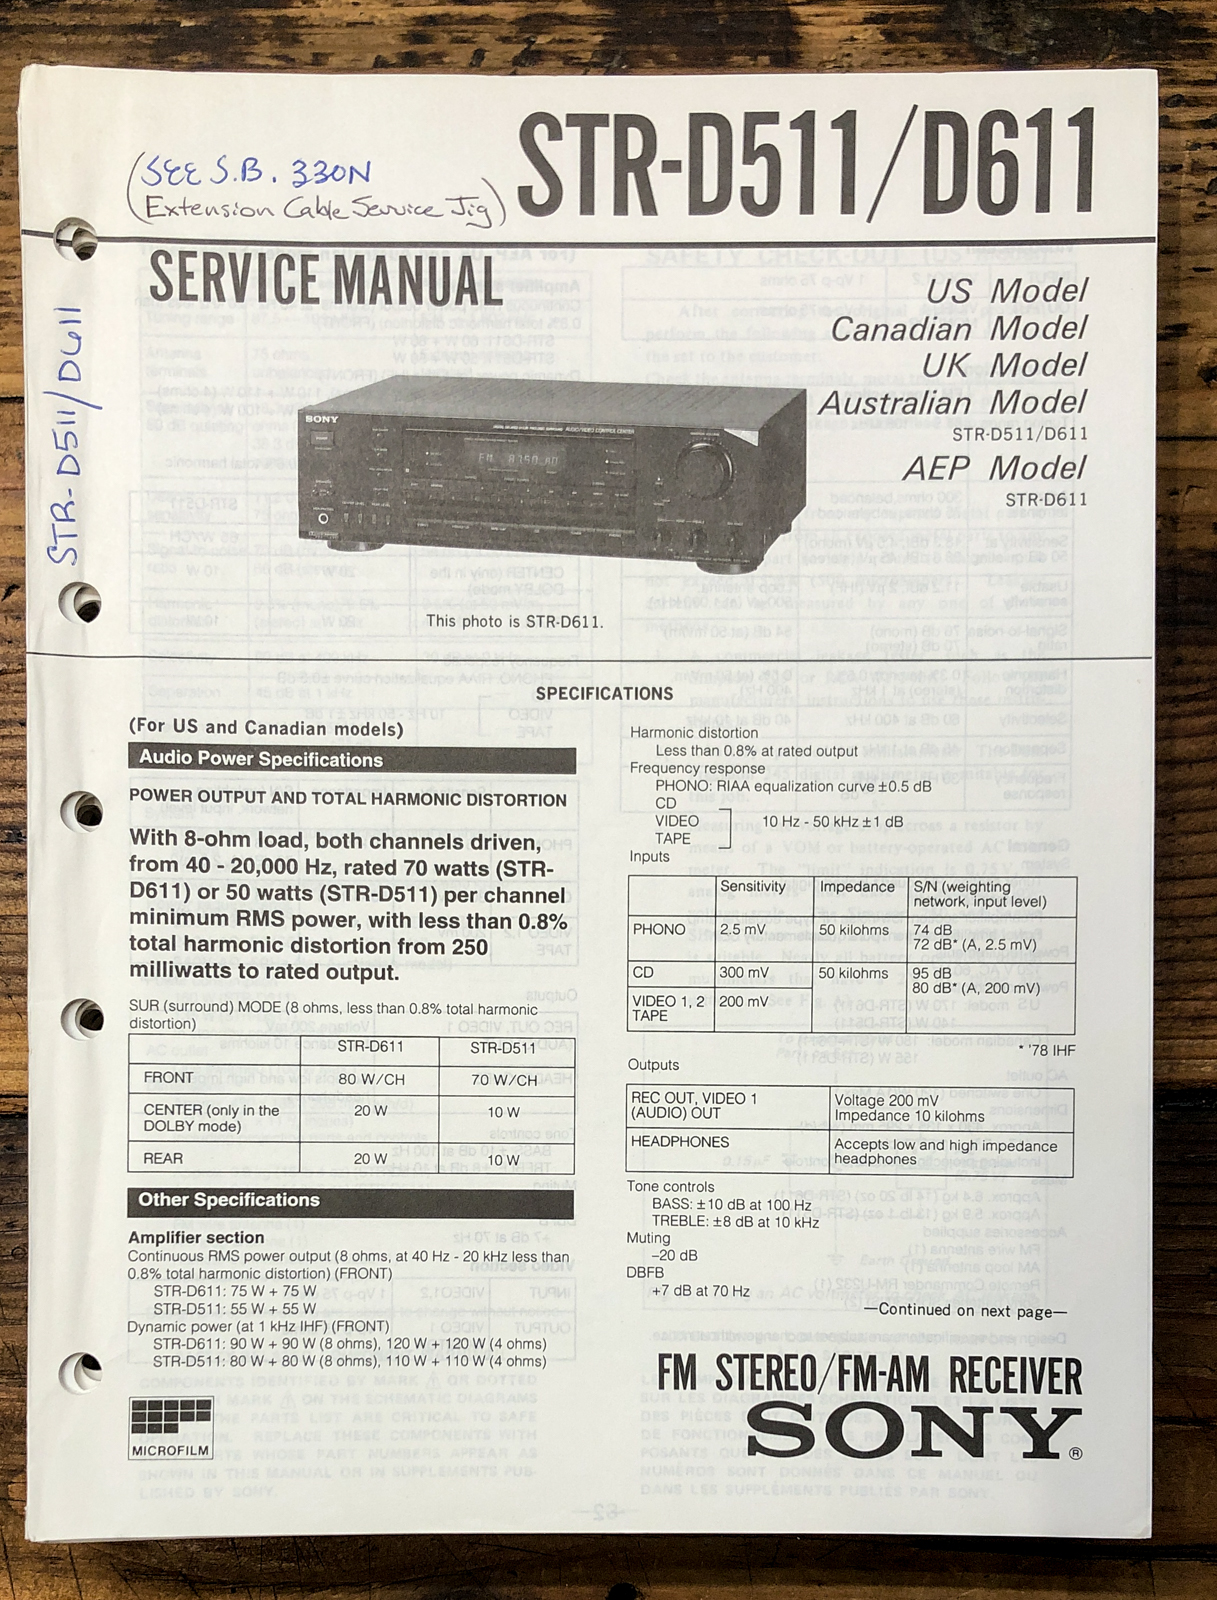 (SEE S.B. 330N
(Extension Cable Service Jig)
STR-D511/D611
STR-D511/D611
SERVICE MANUAL
US Model
Canadian Model
UK Model
Australian Model
STR-D511/D611
AEP Model
STR-D611
SONY
This photo is STR-D611.
SPECIFICATIONS
(For US and Canadian models)
Audio Power Specifications
POWER OUTPUT AND TOTAL HARMONIC DISTORTION
With 8-ohm load, both channels driven,
from 40 - 20,000 Hz, rated 70 watts (STR-
D611) or 50 watts (STR-D511) per channel
minimum RMS power, with less than 0.8%
total harmonic distortion from 250
milliwatts to rated output.
SUR (surround) MODE (8 ohms, less than 0.8% total harmonic
distortion)
STR-D611 STR-D511
FRONT 80 W/CH 70 W/CH
CENTER (only in the 20 W 10 W
DOLBY mode)
REAR 20 W 10 W
Other Specifications
Amplifier section
Continuous RMS power output (8 ohms, at 40 Hz - 20 kHz less than
0.8% total harmonic distortion) (FRONT)
STR-D611: 75 W + 75 W
STR-D511: 55 W + 55 W
Dynamic power (at 1 kHz IHF) (FRONT)
STR-D611: 90 W + 90 W (8 ohms), 120 W + 120 W (4 ohms)
STR-D511: 80 W + 80 W (8 ohms), 110 W + 110 W (4 ohms)
MICROFILM
Harmonic distortion
Less than 0.8% at rated output
Frequency response
PHONO: RIAA equalization curve ±0.5 dB
CD
VIDEO 10 Hz - 50 kHz ±1 dB
TAPE
Inputs
Sensitivity Impedance S/N (weighting
network, input level)
PHONO 2.5 mV 50 kilohms 74 dB
72 dB* (A, 2.5 mV)
CD 300 mV 50 kilohms 95 dB
80 dB* (A, 200 mV)
VIDEO 1, 2 200 mV
TAPE
* '78 IHF
Outputs
REC OUT, VIDEO 1 Voltage 200 mV
(AUDIO) OUT Impedance 10 kilohms
HEADPHONES Accepts low and high impedance
headphones
Tone controls
BASS: ±10 dB at 100 Hz
TREBLE: ±8 dB at 10 kHz
Muting
−20 dB
DBFB
+7 dB at 70 Hz
—Continued on next page—
FM STEREO/FM-AM RECEIVER
SONY®